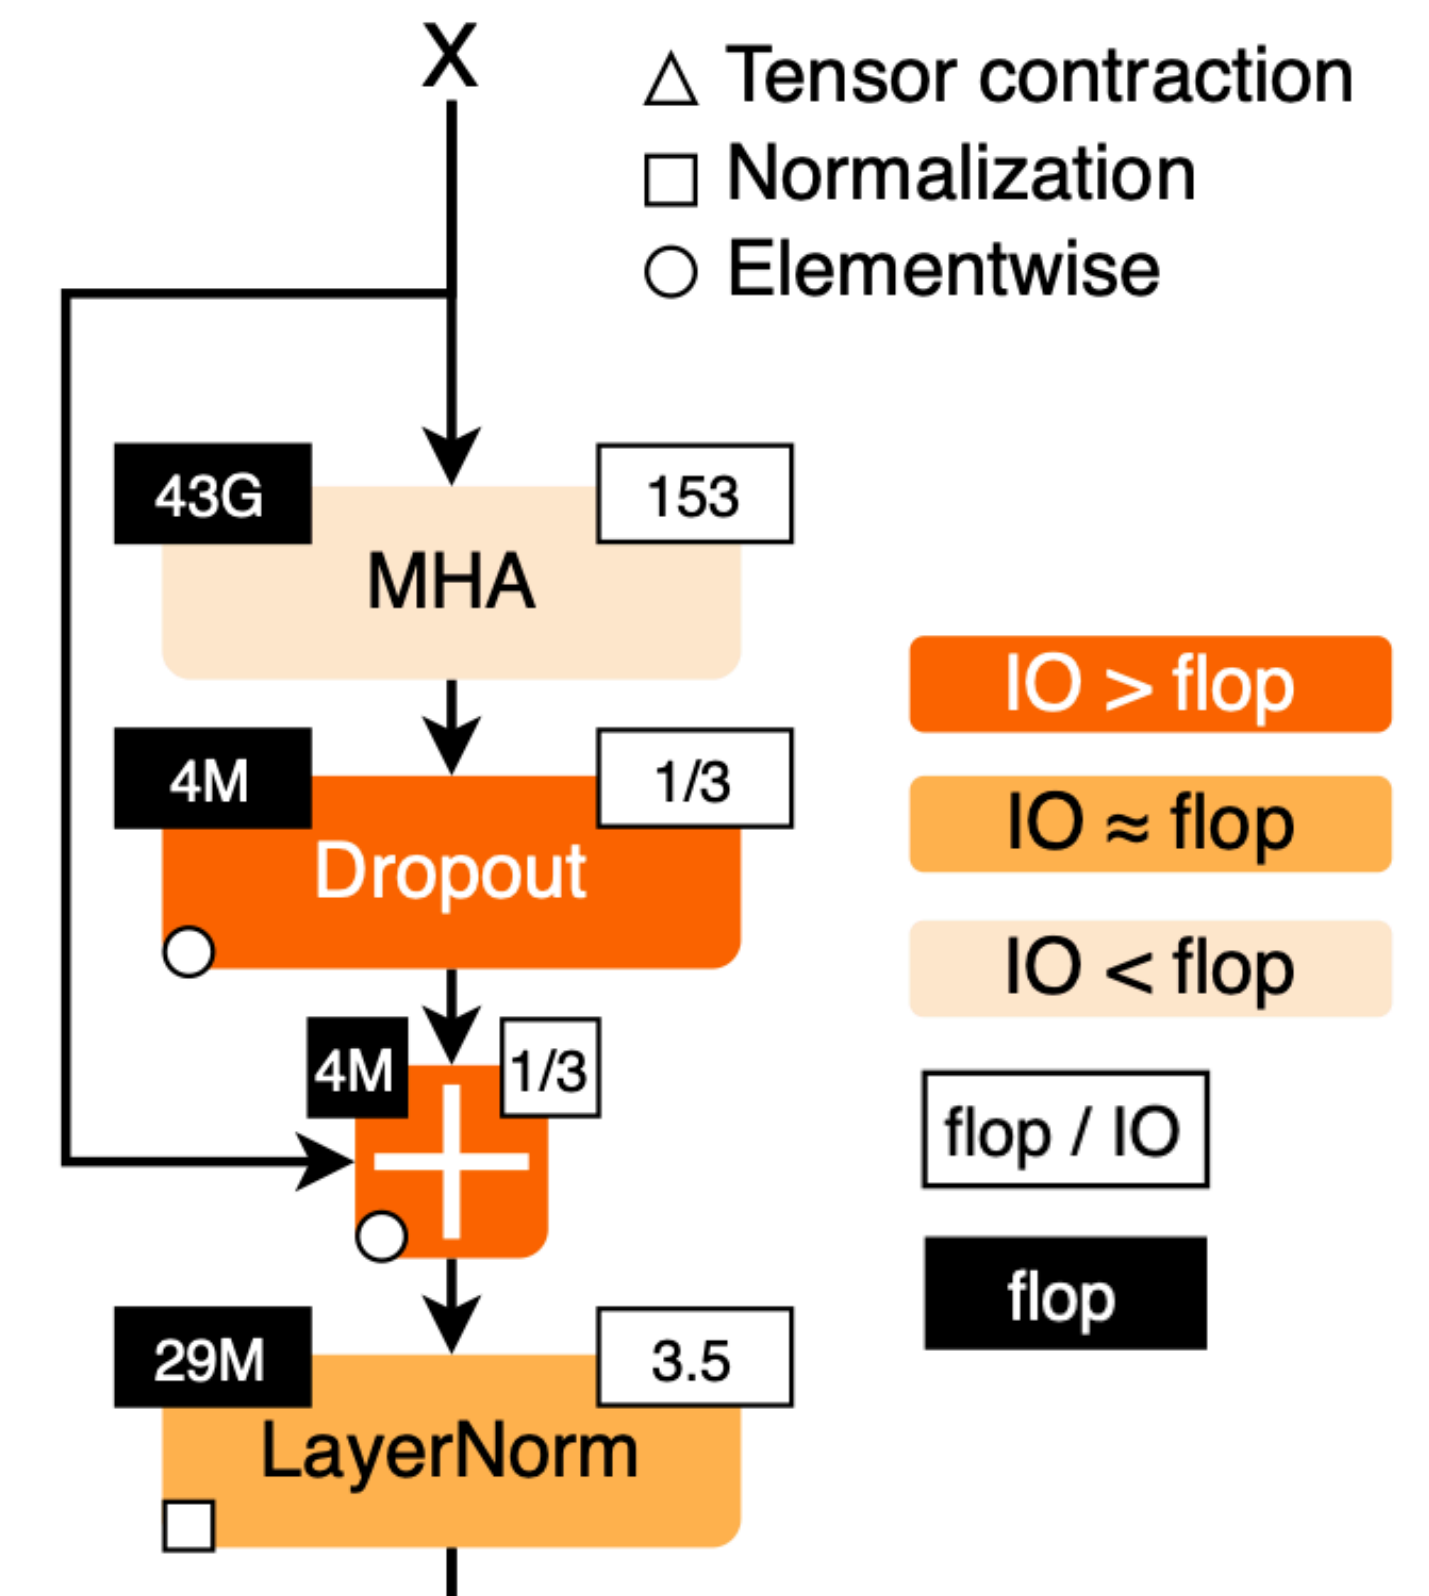 X
Tensor contraction
Normalization
Elementwise
43G
153
MHA
4M
1/3
Dropout
4M
1/3
29M
3.5
LayerNorm
IO > flop
IO ≈ flop
IO < flop
flop / IO
flop